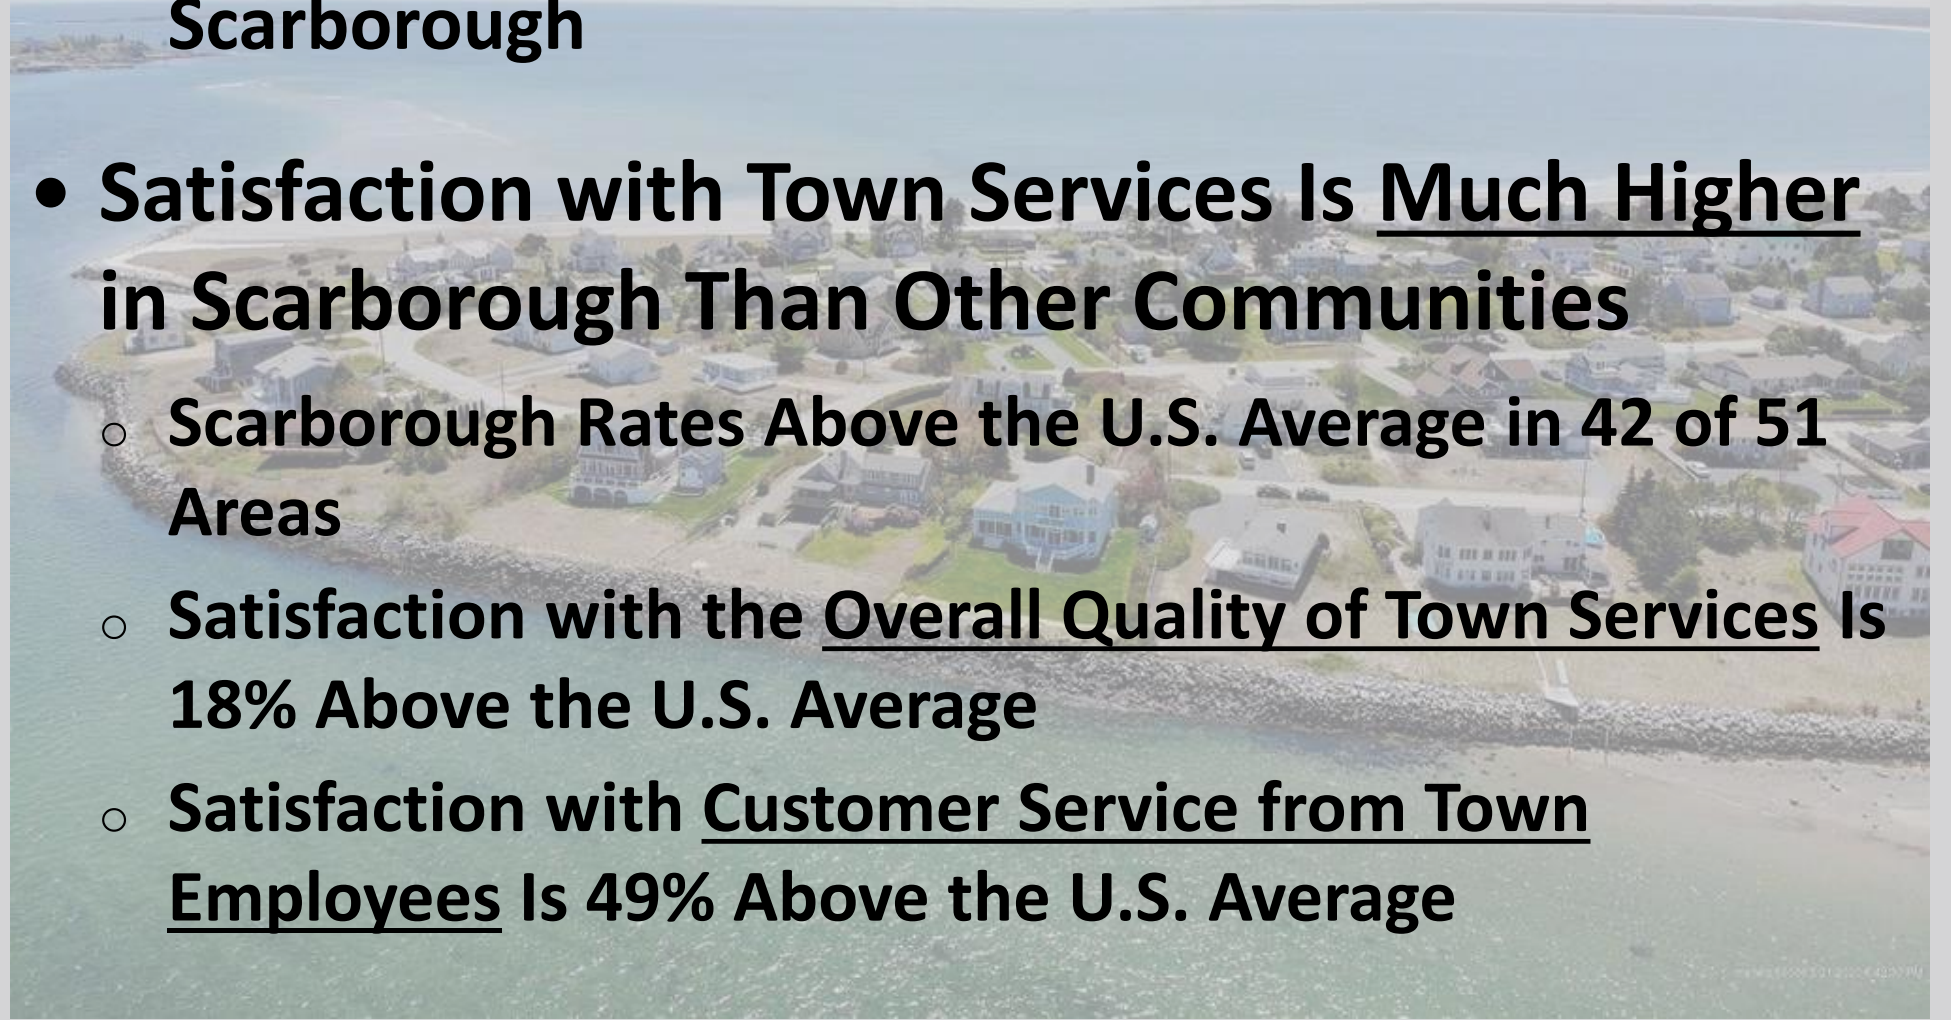 Scarborough
• Satisfaction with Town Services Is Much Higher
in Scarborough Than Other Communities
o Scarborough Rates Above the U.S. Average in 42 of 51
Areas
o Satisfaction with the Overall Quality of Town Services Is
18% Above the U.S. Average
o Satisfaction with Customer Service from Town
Employees Is 49% Above the U.S. Average